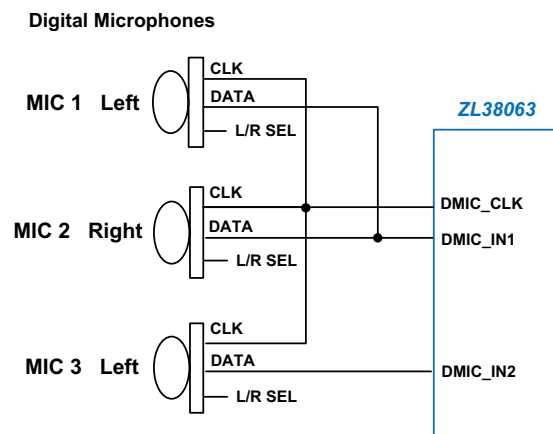 Digital Microphones
CLK
MIC 1 Left
DATA
L/R SEL
ZL38063
CLK
DMIC_CLK
MIC 2 Right
DATA
DMIC_IN1
L/R SEL
CLK
MIC 3 Left
DATA
DMIC_IN2
L/R SEL